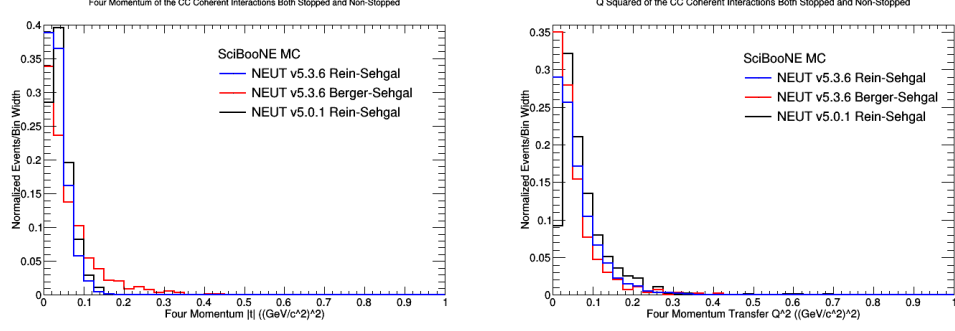 Four Momentum of the CC Coherent Interactions Both Stopped and Non-Stopped
Normalized Events/Bin Width
0.4
0.35
0.3
0.25
0.2
0.15
0.1
0.05
0
SciBooNE MC
NEUT v5.3.6 Rein-Sehgal
NEUT v5.3.6 Berger-Sehgal
NEUT v5.0.1 Rein-Sehgal
0 0.1 0.2 0.3 0.4 0.5 0.6 0.7 0.8 0.9 1
Four Momentum |t| ((GeV/c^2)^2)
Q Squared of the CC Coherent Interactions Both Stopped and Non-Stopped
Normalized Events/Bin Width
0.35
0.3
0.25
0.2
0.15
0.1
0.05
0
SciBooNE MC
NEUT v5.3.6 Rein-Sehgal
NEUT v5.3.6 Berger-Sehgal
NEUT v5.0.1 Rein-Sehgal
0 0.1 0.2 0.3 0.4 0.5 0.6 0.7 0.8 0.9 1
Four Momentum Transfer Q^2 ((GeV/c^2)^2)